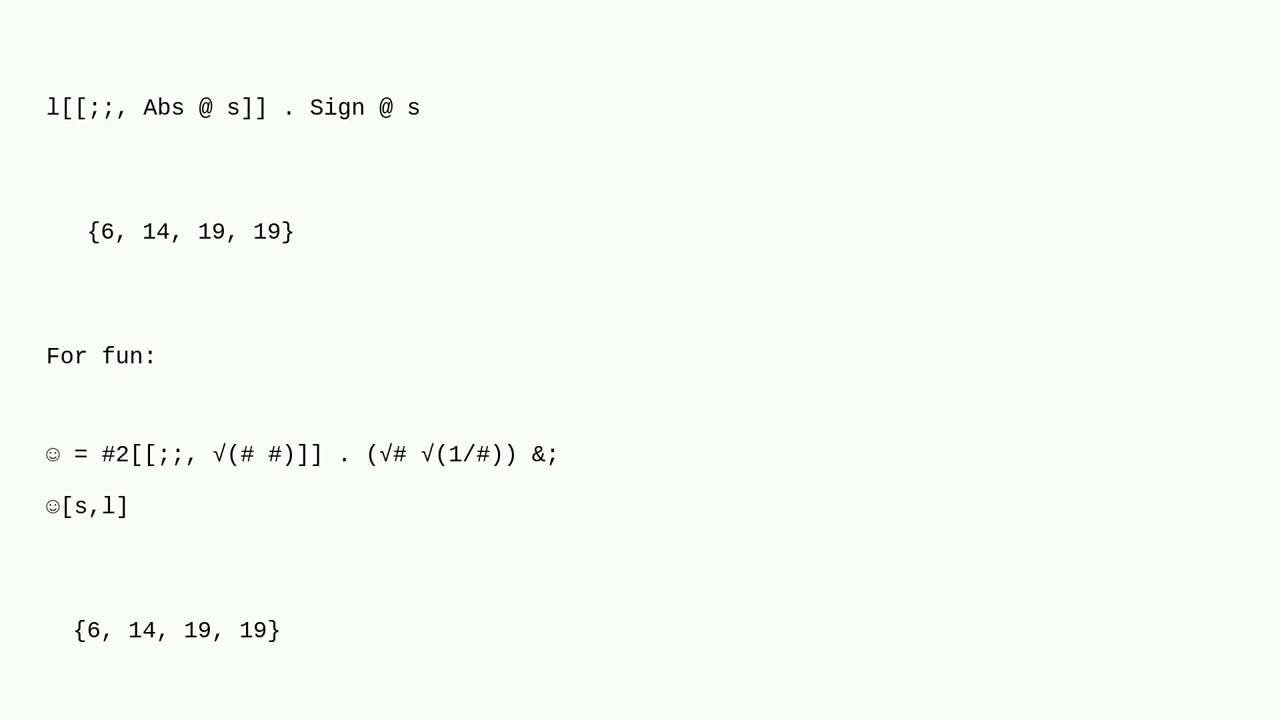 l[[;;, Abs @ s]] . Sign @ s
{6, 14, 19, 19}
For fun:
☺ = #2[[;;, √(# #)]] . (√# √(1/#)) &;
☺[s,l]
{6, 14, 19, 19}